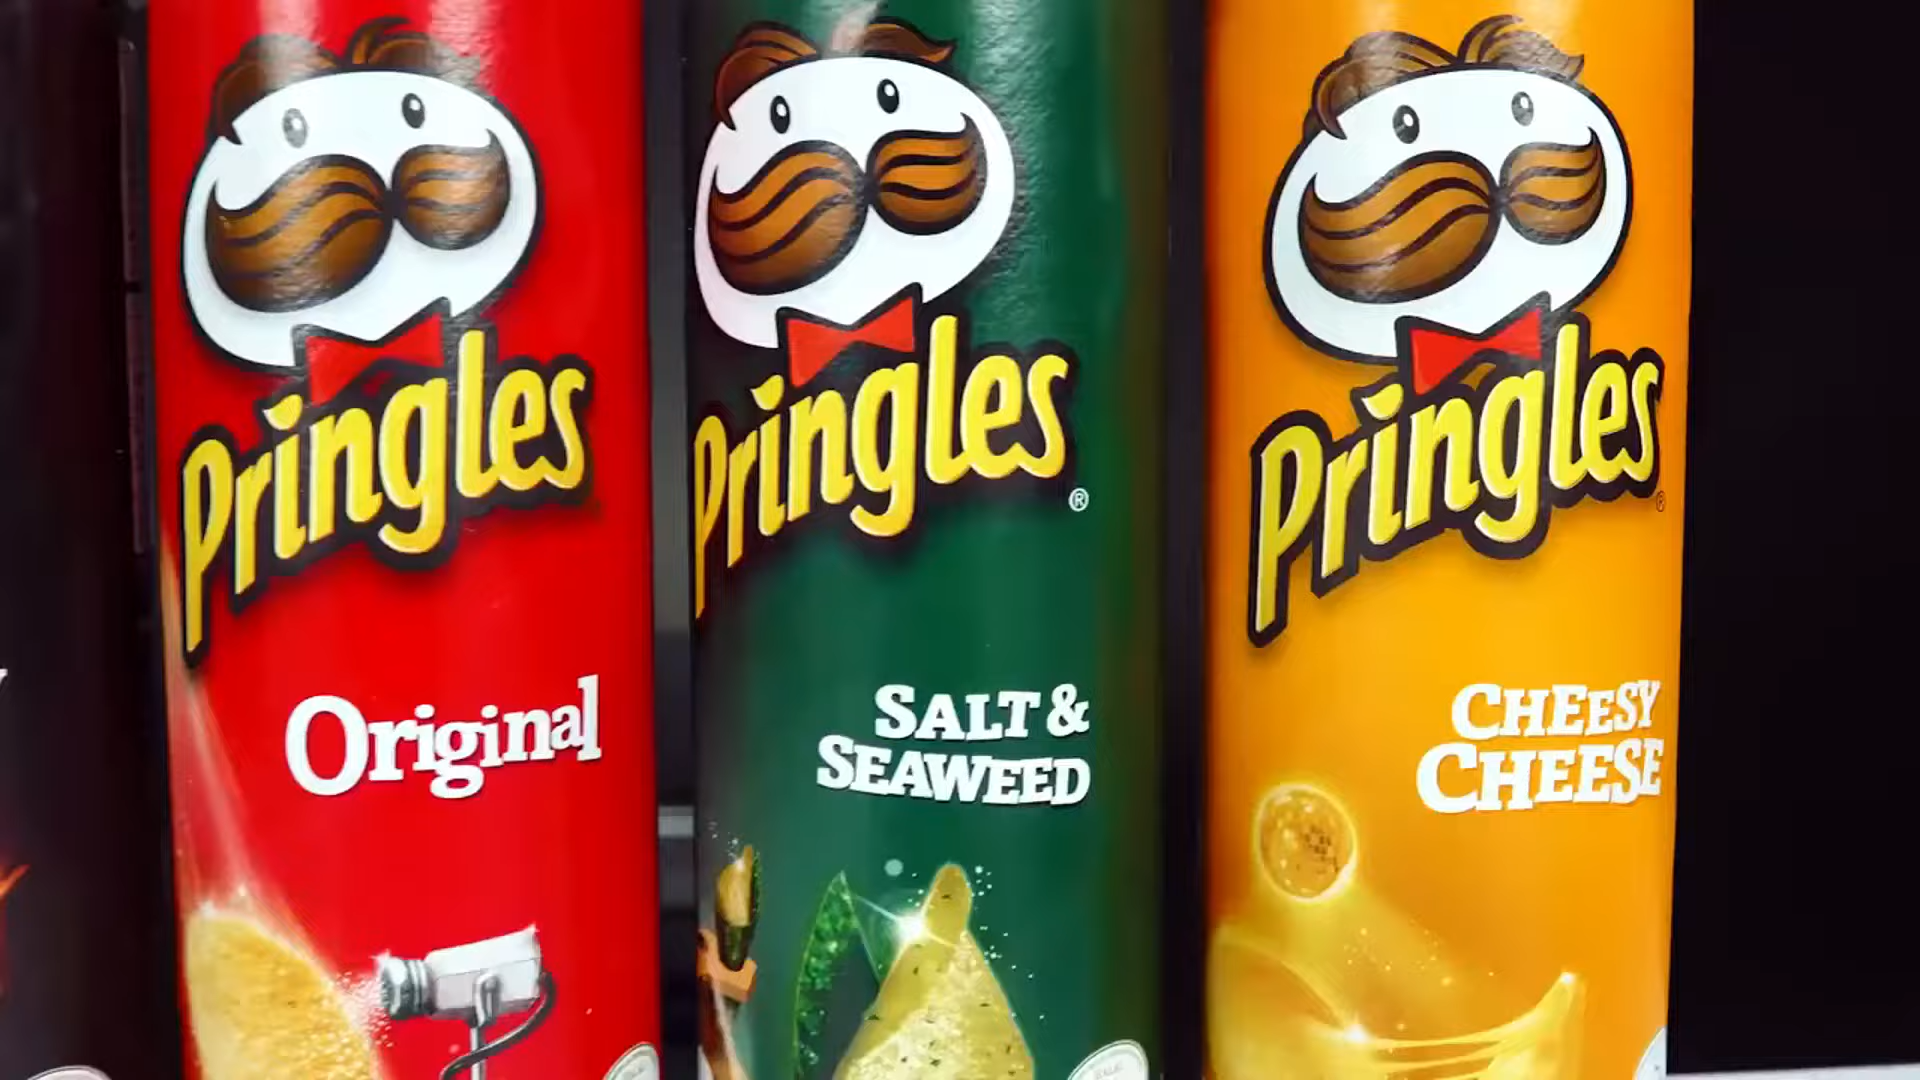 Pringles
Original
Pringles
®
SALT &
SEAWEED
Pringles
®
CHEESY
CHEESE